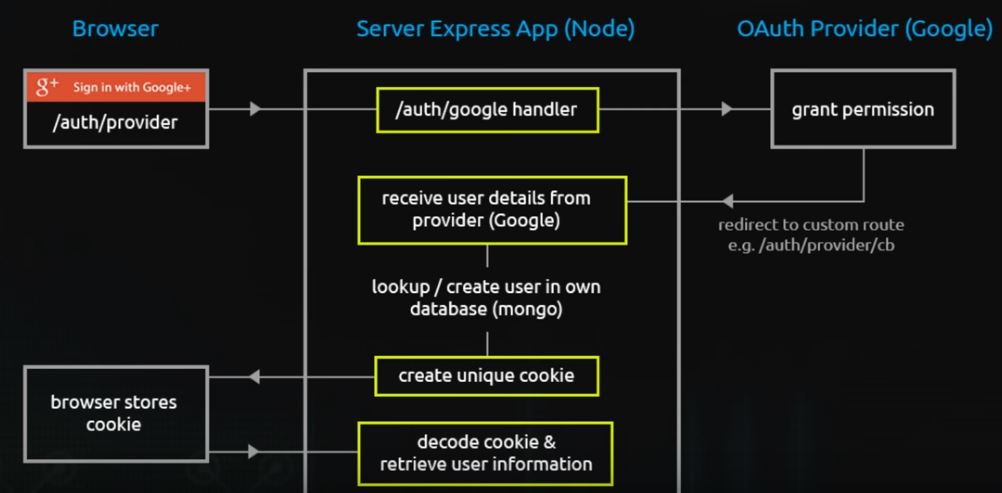 Browser
Server Express App (Node)
OAuth Provider (Google)
g+ Sign in with Google+
/auth/provider
/auth/google handler
grant permission
receive user details from
provider (Google)
redirect to custom route
e.g. /auth/provider/cb
lookup / create user in own
database (mongo)
create unique cookie
browser stores
cookie
decode cookie &
retrieve user information